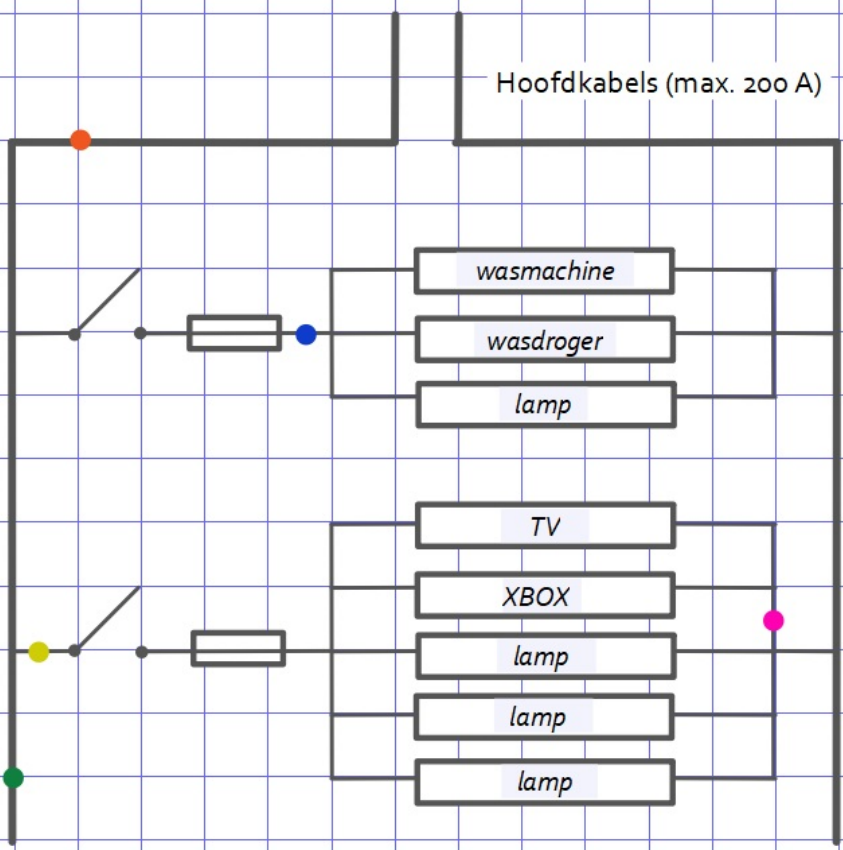 Hoofdkabels (max. 200 A)
wasmachine
wasdroger
lamp
TV
XBOX
lamp
lamp
lamp